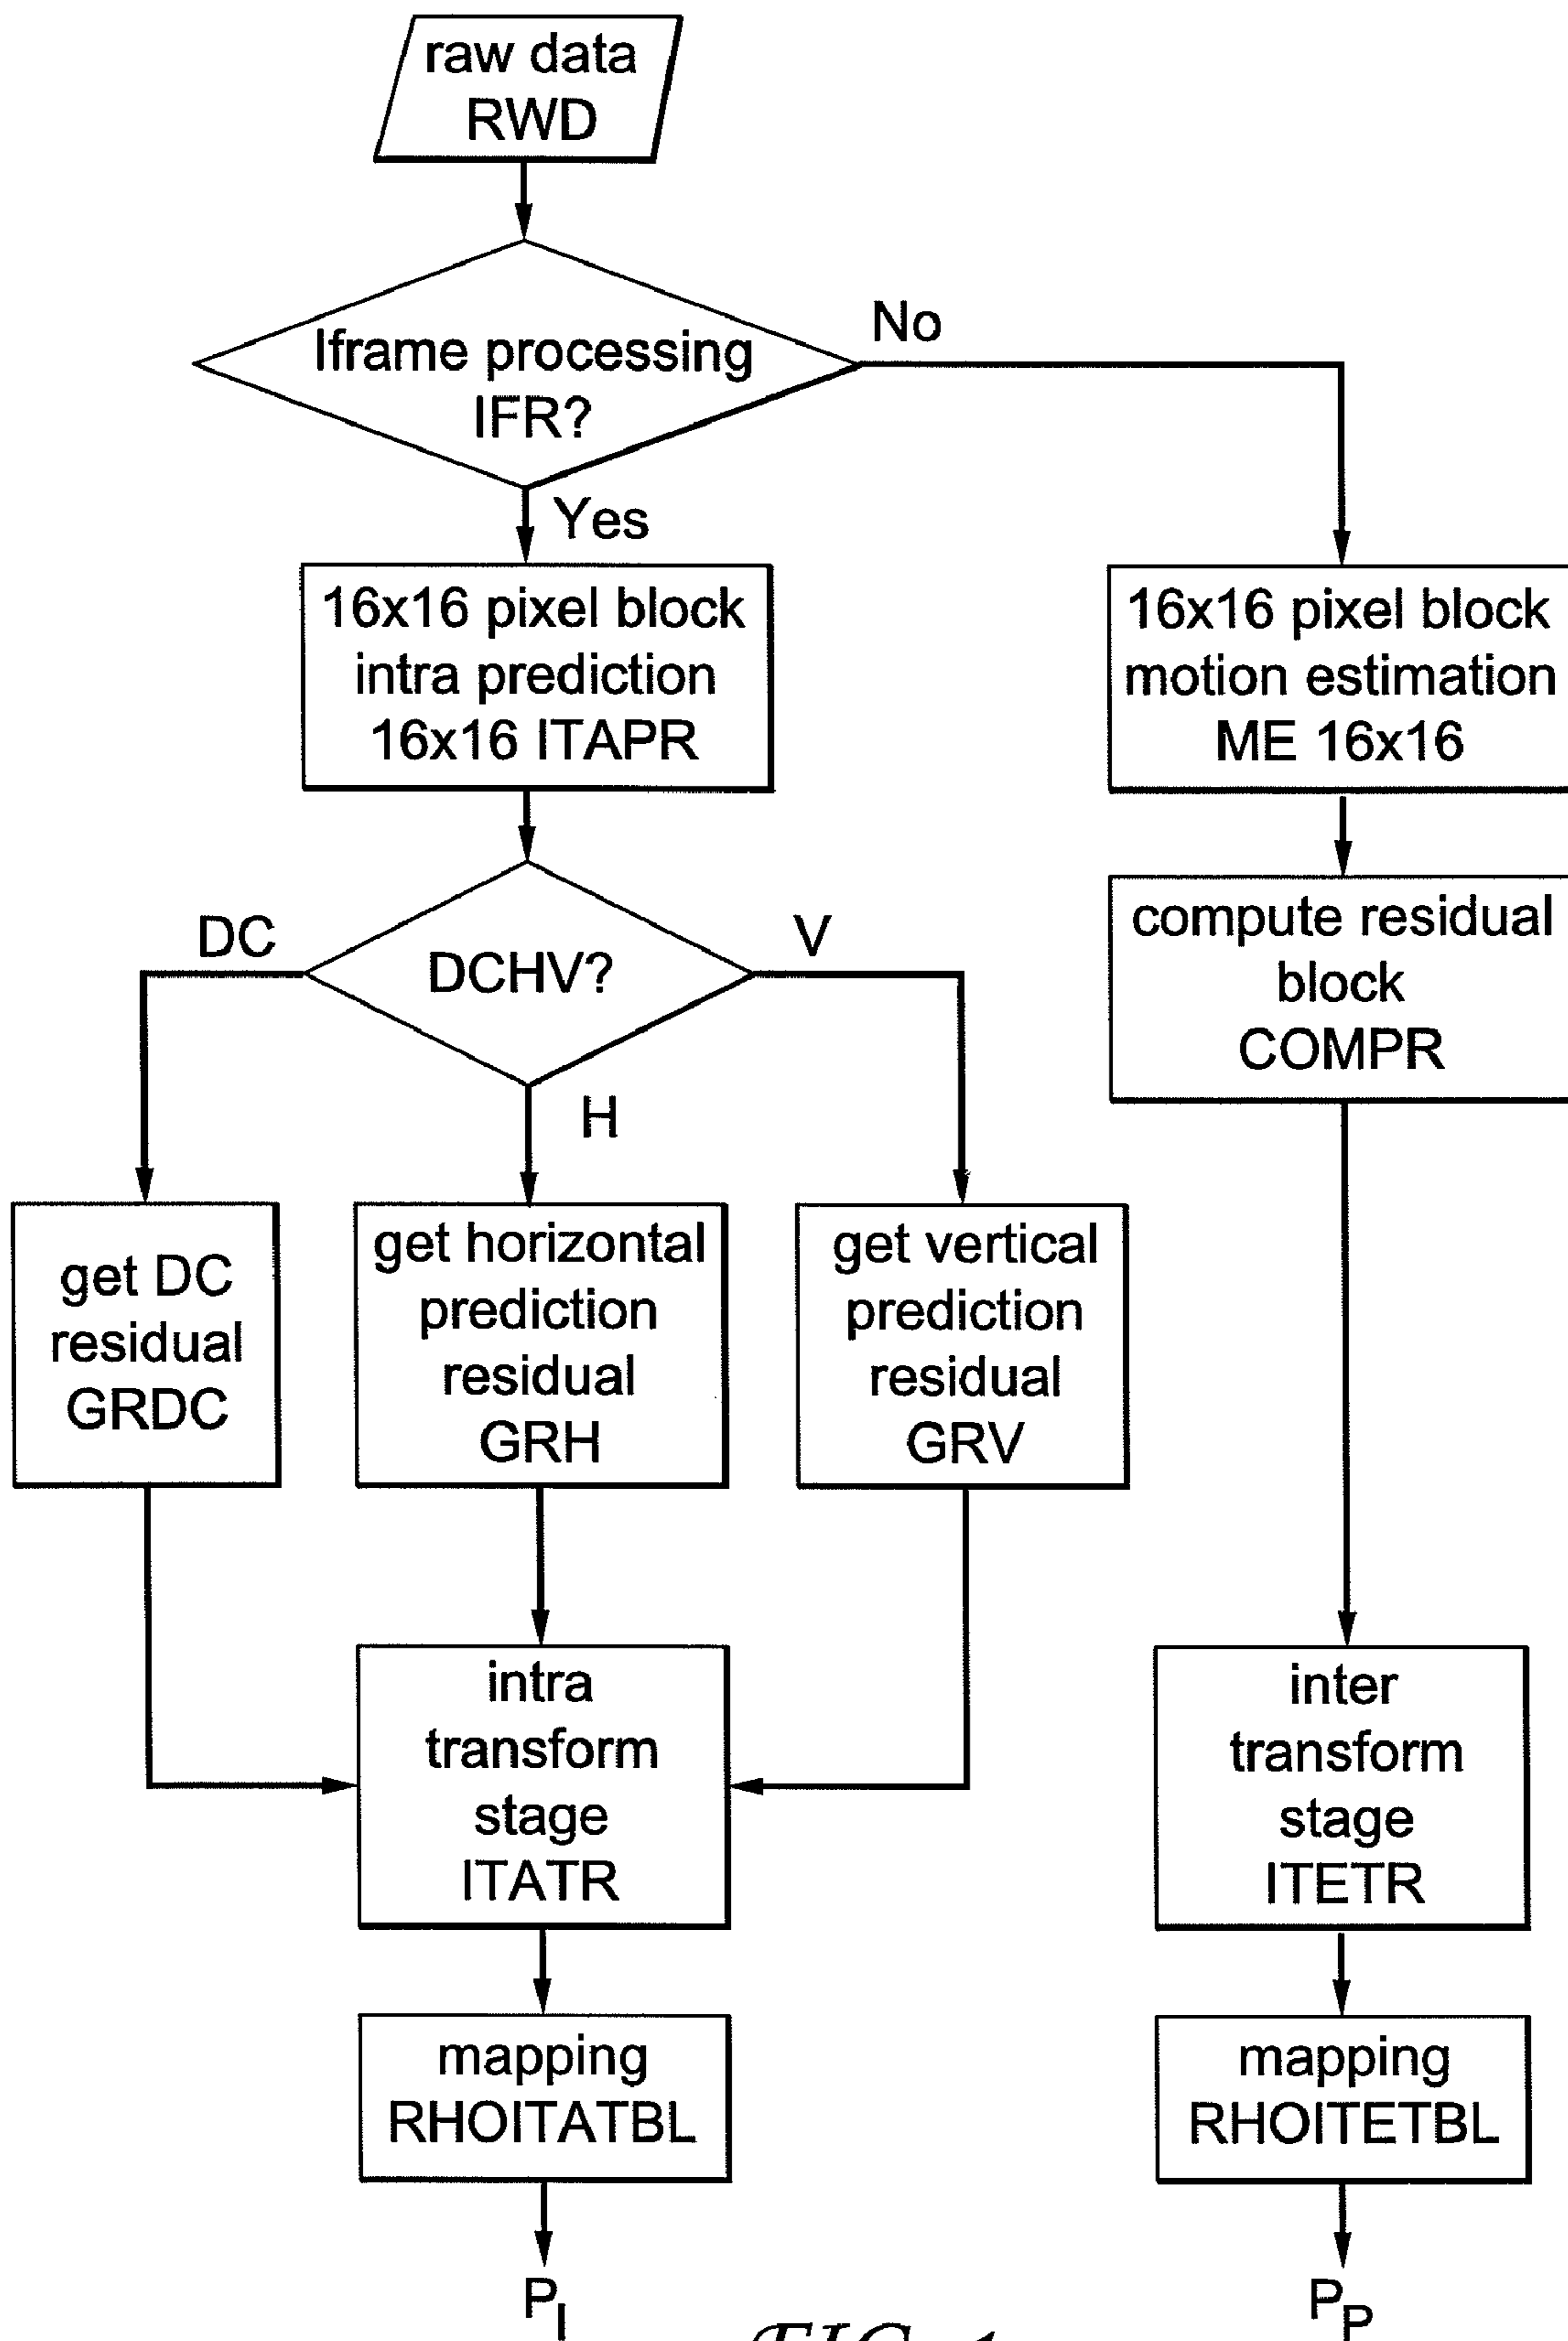 raw data
RWD
Iframe processing
IFR?
No
Yes
16x16 pixel block
intra prediction
16x16 ITAPR
16x16 pixel block
motion estimation
ME 16x16
DCHV?
DC
V
H
compute residual
block
COMPR
get DC
residual
GRDC
get horizontal
prediction
residual
GRH
get vertical
prediction
residual
GRV
intra
transform
stage
ITATR
inter
transform
stage
ITETR
mapping
RHOITATBL
mapping
RHOITETBL
PI
PP